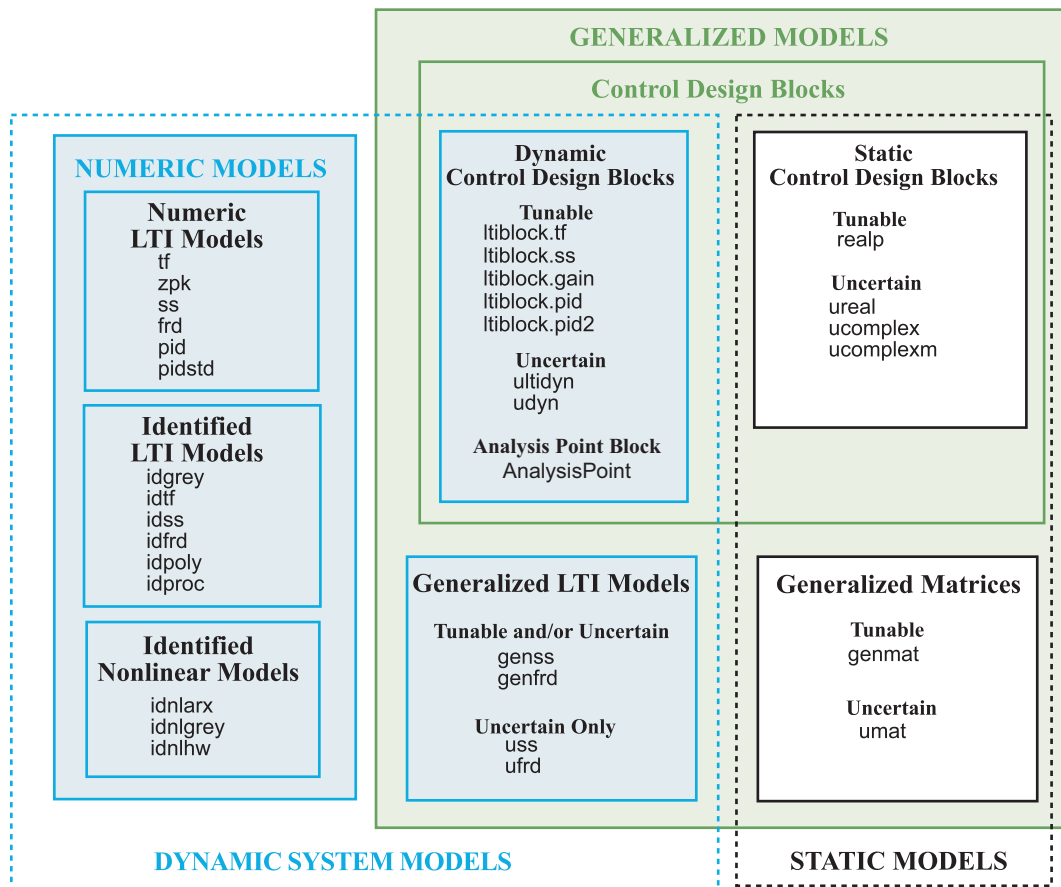 GENERALIZED MODELS
Control Design Blocks
NUMERIC MODELS
Numeric
LTI Models
tf
zpk
ss
frd
pid
pidstd
Identified
LTI Models
idgrey
idtf
idss
idfrd
idpoly
idproc
Identified
Nonlinear Models
idnlarx
idnlgrey
idnlhw
Dynamic
Control Design Blocks
Tunable
ltiblock.tf
ltiblock.ss
ltiblock.gain
ltiblock.pid
ltiblock.pid2
Uncertain
ultidyn
udyn
Analysis Point Block
AnalysisPoint
Static
Control Design Blocks
Tunable
realp
Uncertain
ureal
ucomplex
ucomplexm
Generalized LTI Models
Tunable and/or Uncertain
genss
genfrd
Uncertain Only
uss
ufrd
Generalized Matrices
Tunable
genmat
Uncertain
umat
DYNAMIC SYSTEM MODELS
STATIC MODELS